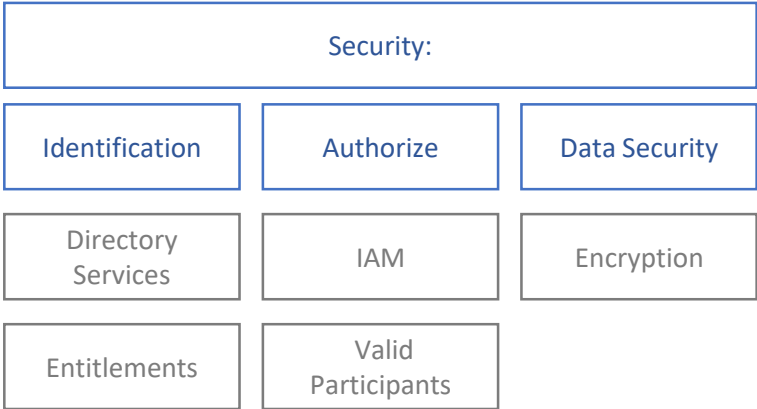 Security:
Identification
Authorize
Data Security
Directory
Services
IAM
Encryption
Entitlements
Valid
Participants